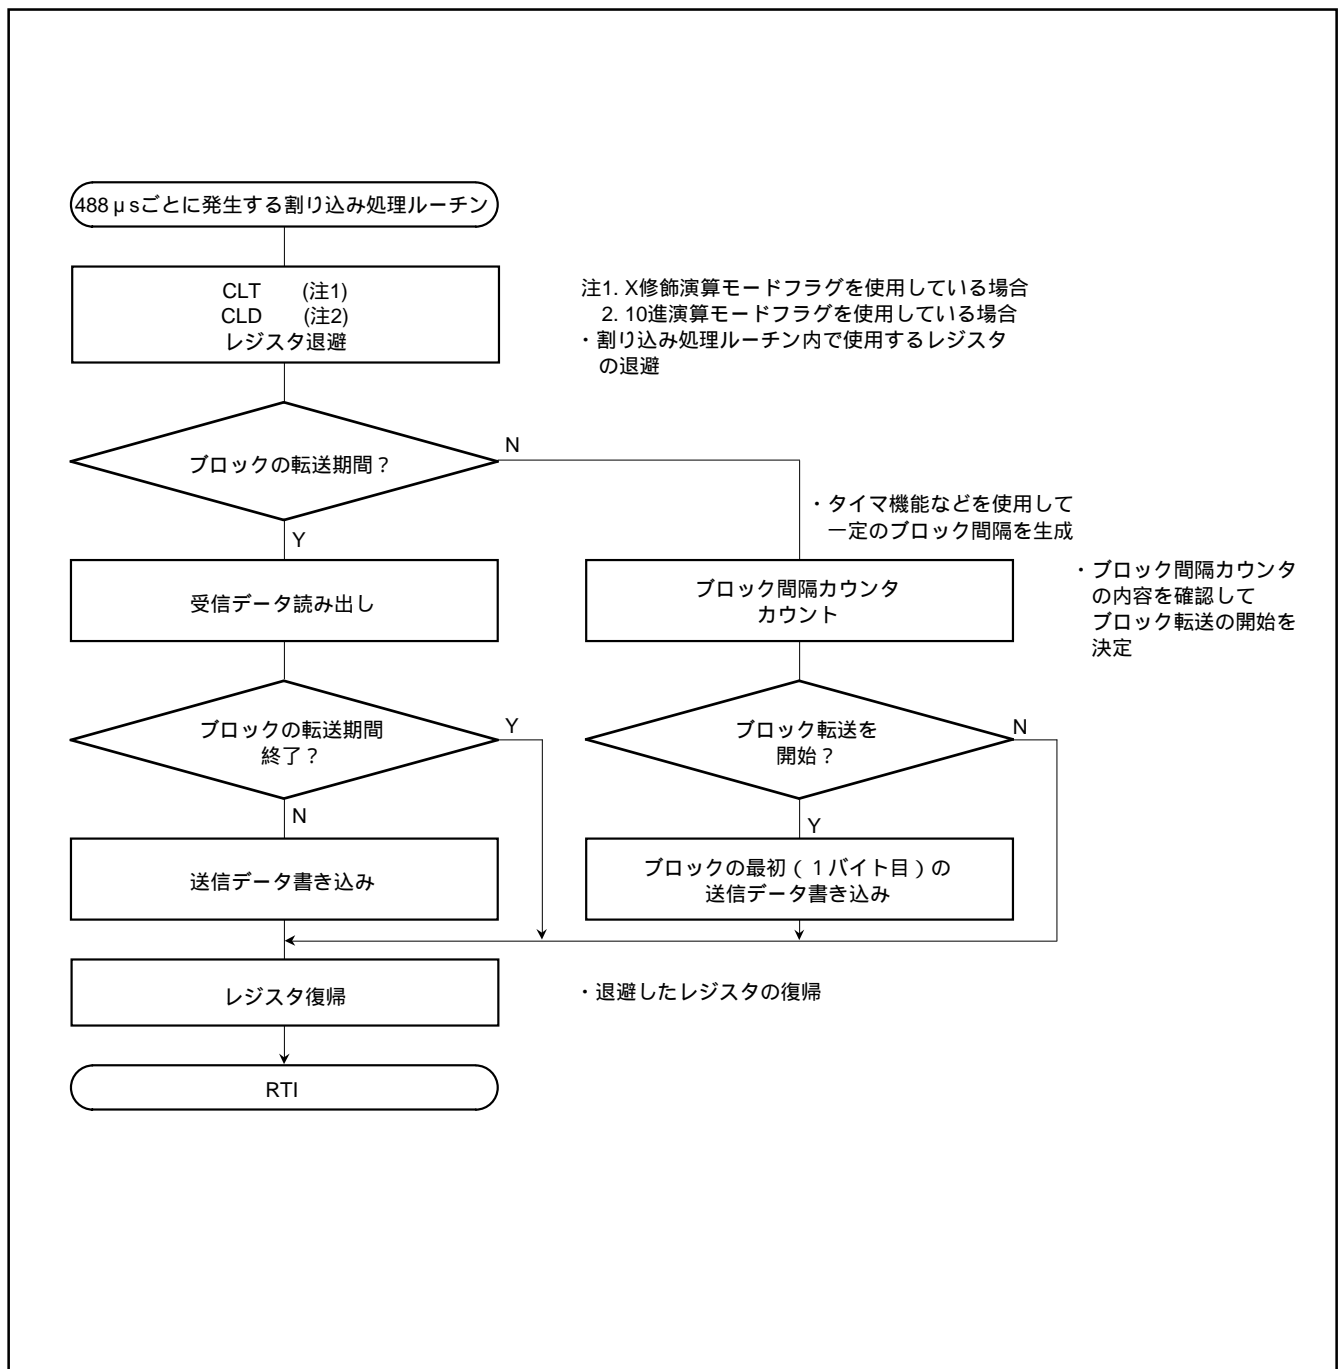 488 μsごとに発生する割り込み処理ルーチン
CLT (注1)
CLD (注2)
レジスタ退避
注1. X修飾演算モードフラグを使用している場合
2. 10進演算モードフラグを使用している場合
・割り込み処理ルーチン内で使用するレジスタ
の退避
ブロックの転送期間？
N
Y
・タイマ機能などを使用して
一定のブロック間隔を生成
受信データ読み出し
ブロック間隔カウンタ
カウント
・ブロック間隔カウンタ
の内容を確認して
ブロック転送の開始を
決定
ブロックの転送期間
終了？
Y
N
ブロック転送を
開始？
N
Y
送信データ書き込み
ブロックの最初（１バイト目）の
送信データ書き込み
レジスタ復帰
・退避したレジスタの復帰
RTI